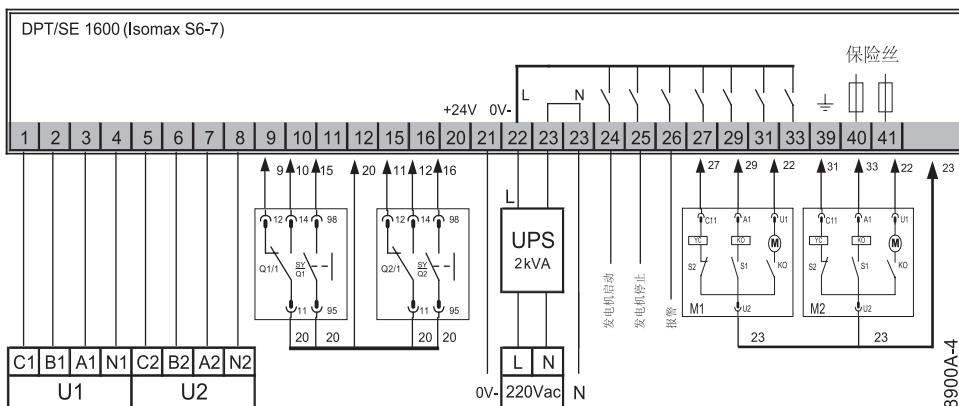 DPT/SE 1600 (Isomax S6-7)
保险丝
L N
+24V 0V-
1 2 3 4 5 6 7 8 9 10 11 12 15 16 20 21 22 23 23 24 25 26 27 29 31 33 39 40 41
9 10 15 20 11 12 16 27 29 22 31 33 22 23
L
12 14 98 12 14 98
C11 A1 U1 C11 A1 U1
UPS
2kVA
YC KO M YC KO M
Q1/1 SY Q1 Q2/1 SY Q2
S2 S1 KO S2 S1 KO
发电机启动
发电机停止
报警
11 95 11 95
M1 U2 M2 U2
20 20 20 20
23 23
C1 B1 A1 N1 C2 B2 A2 N2
L N
U1 U2
0V- 220Vac N
8900A-4